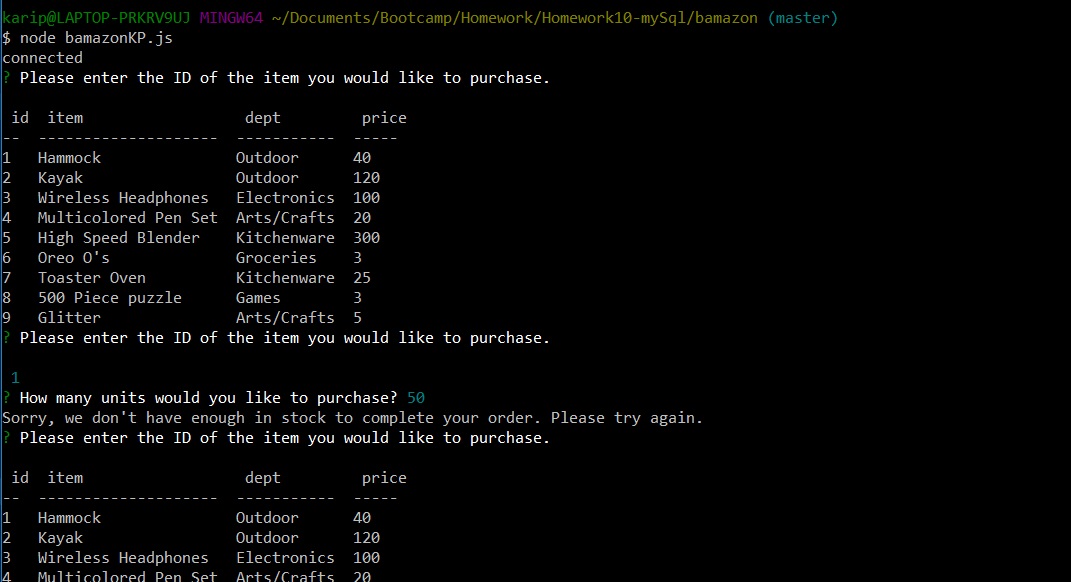 karip@LAPTOP-PRKRV9UJ MINGW64 ~/Documents/Bootcamp/Homework/Homework10-mySql/bamazon (master)
$ node bamazonKP.js
connected
? Please enter the ID of the item you would like to purchase.
id  item                  dept         price
--  --------------------  -----------  -----
1   Hammock               Outdoor      40
2   Kayak                 Outdoor      120
3   Wireless Headphones   Electronics  100
4   Multicolored Pen Set  Arts/Crafts  20
5   High Speed Blender    Kitchenware  300
6   Oreo O's              Groceries    3
7   Toaster Oven          Kitchenware  25
8   500 Piece puzzle      Games        3
9   Glitter               Arts/Crafts  5
? Please enter the ID of the item you would like to purchase.
1
? How many units would you like to purchase? 50
Sorry, we don't have enough in stock to complete your order. Please try again.
? Please enter the ID of the item you would like to purchase.
id  item                  dept         price
--  --------------------  -----------  -----
1   Hammock               Outdoor      40
2   Kayak                 Outdoor      120
3   Wireless Headphones   Electronics  100
4   Multicolored Pen Set  Arts/Crafts  20